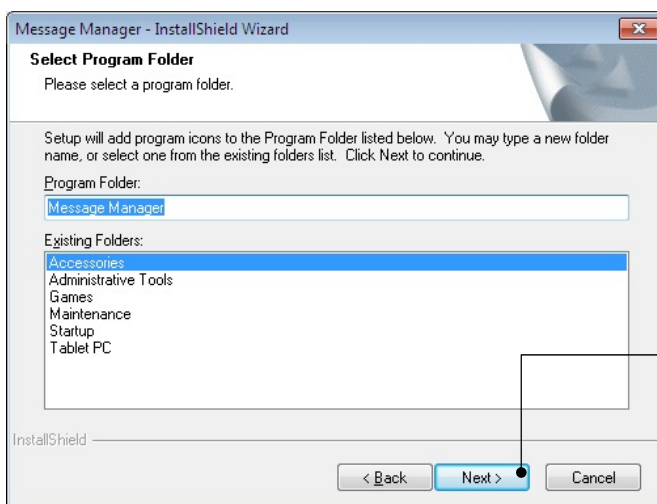 Message Manager - InstallShield Wizard
Select Program Folder
Please select a program folder.
Setup will add program icons to the Program Folder listed below. You may type a new folder
name, or select one from the existing folders list. Click Next to continue.
Program Folder:
Message Manager
Existing Folders:
Accessories
Administrative Tools
Games
Maintenance
Startup
Tablet PC
InstallShield
< Back Next > Cancel